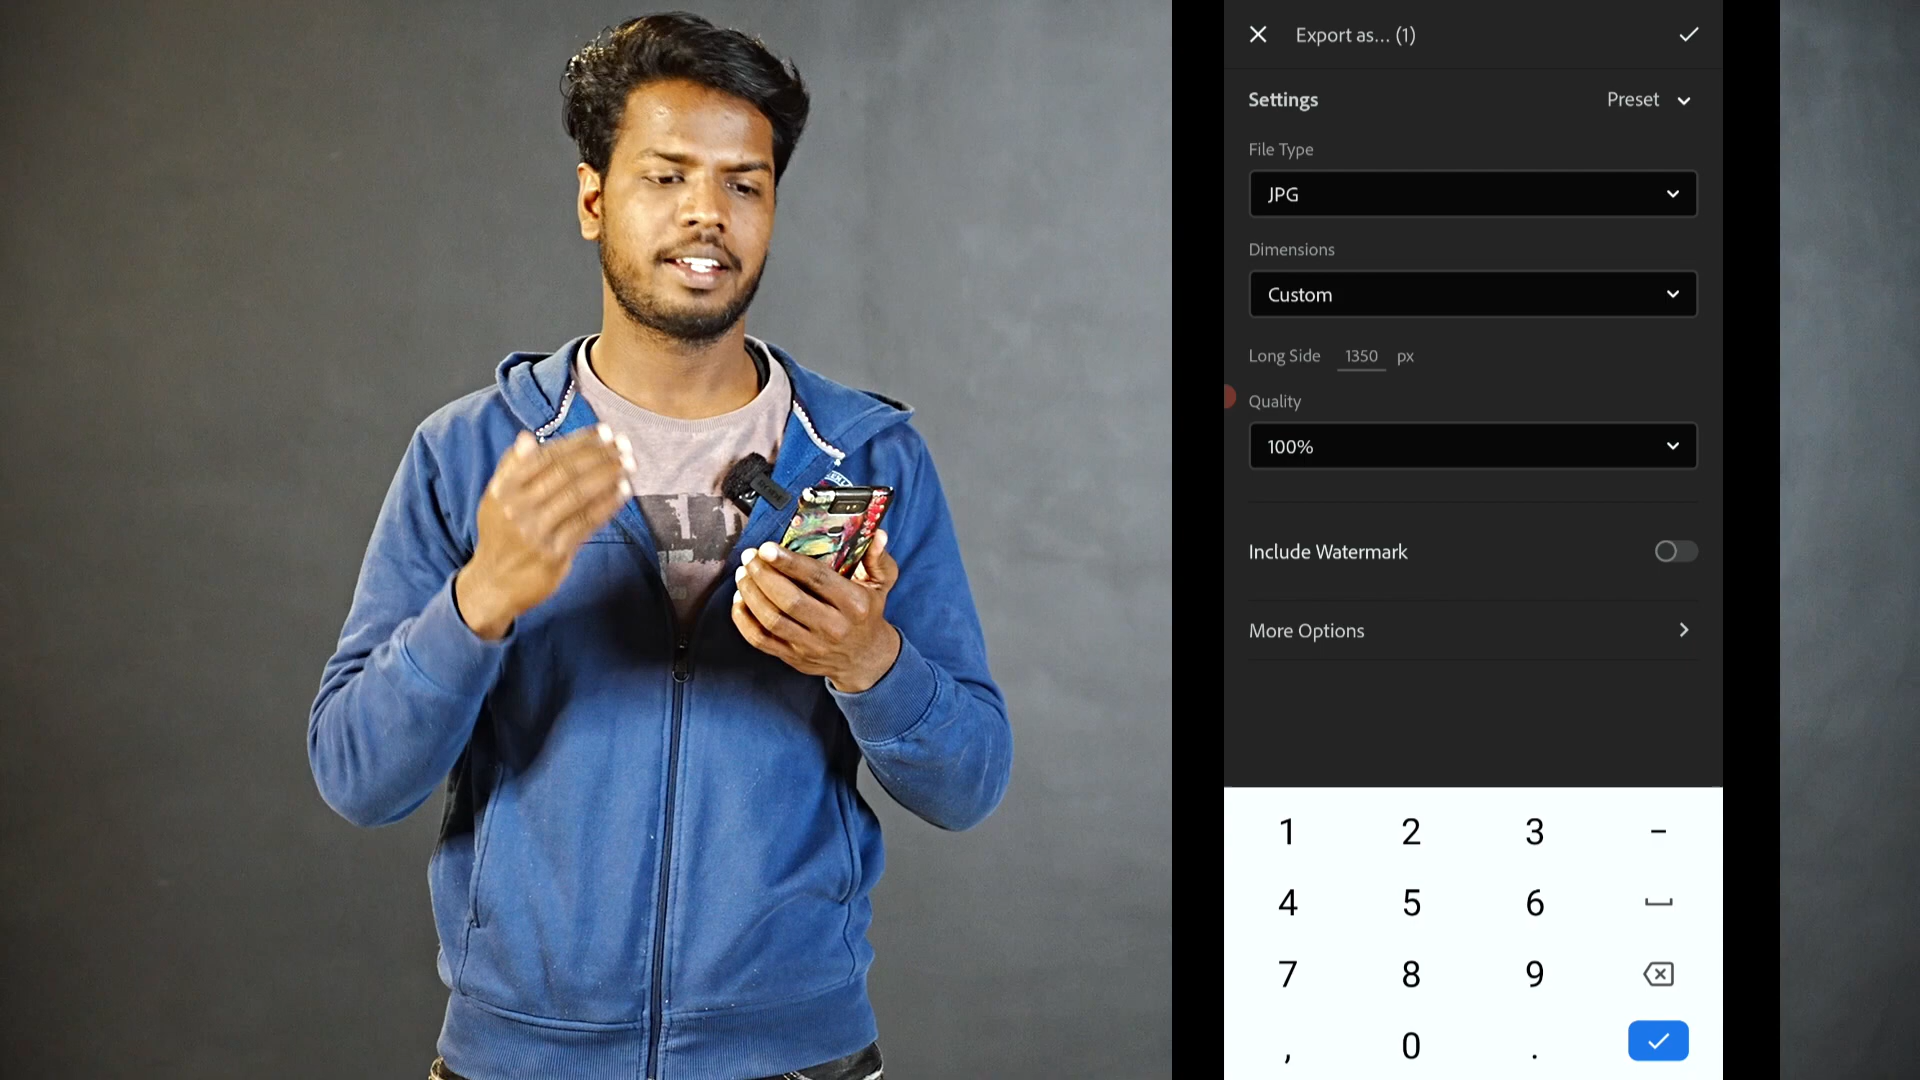 Export as... (1)
Settings
Preset
File Type
JPG
Dimensions
Custom
Long Side 1350 px
Quality
100%
Include Watermark
More Options
1 2 3 -
4 5 6
7 8 9
, 0 .